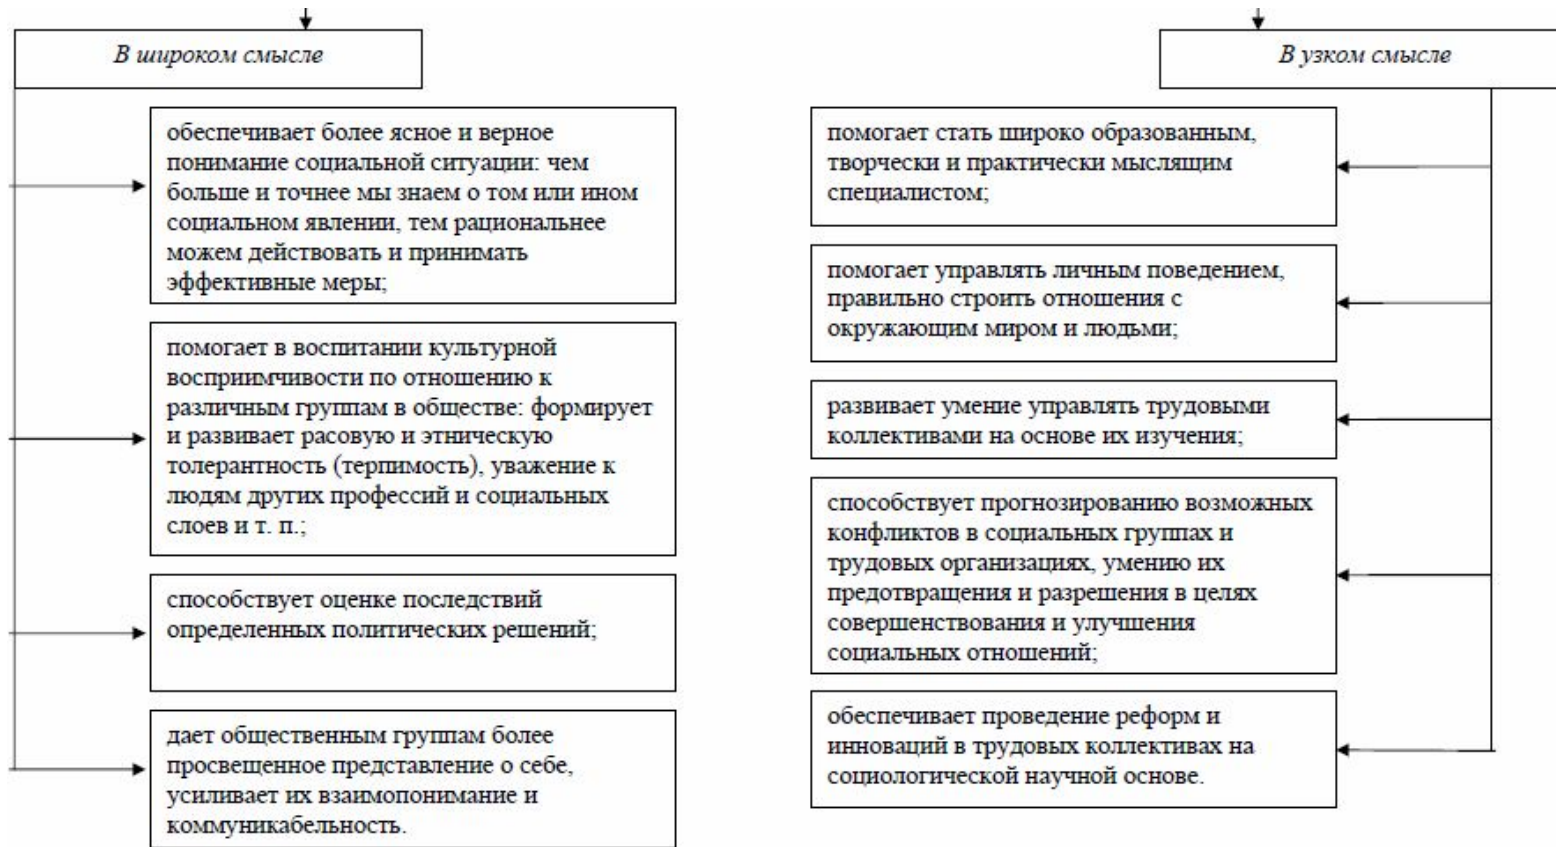 В широком смысле
обеспечивает более ясное и верное
понимание социальной ситуации: чем
больше и точнее мы знаем о том или ином
социальном явлении, тем рациональнее
можем действовать и принимать
эффективные меры;
помогает в воспитании культурной
восприимчивости по отношению к
различным группам в обществе: формирует
и развивает расовую и этническую
толерантность (терпимость), уважение к
людям других профессий и социальных
слоев и т. п.;
способствует оценке последствий
определенных политических решений;
дает общественным группам более
просвещенное представление о себе,
усиливает их взаимопонимание и
коммуникабельность.
В узком смысле
помогает стать широко образованным,
творчески и практически мыслящим
специалистом;
помогает управлять личным поведением,
правильно строить отношения с
окружающим миром и людьми;
развивает умение управлять трудовыми
коллективами на основе их изучения;
способствует прогнозированию возможных
конфликтов в социальных группах и
трудовых организациях, умению их
предотвращения и разрешения в целях
совершенствования и улучшения
социальных отношений;
обеспечивает проведение реформ и
инноваций в трудовых коллективах на
социологической научной основе.